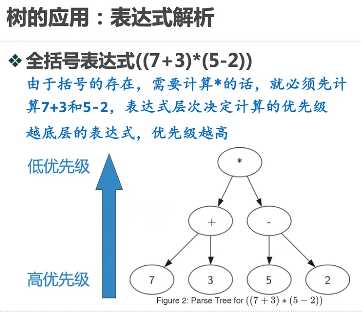 树的应用：表达式解析
全括号表达式((7+3)*(5-2))
由于括号的存在，需要计算*的话，就必须先计
算7+3和5-2，表达式层次决定计算的优先级
越底层的表达式，优先级越高
低优先级
*
+ -
高优先级
7 3 5 2
Figure 2: Parse Tree for ((7 + 3) ∗ (5 − 2))